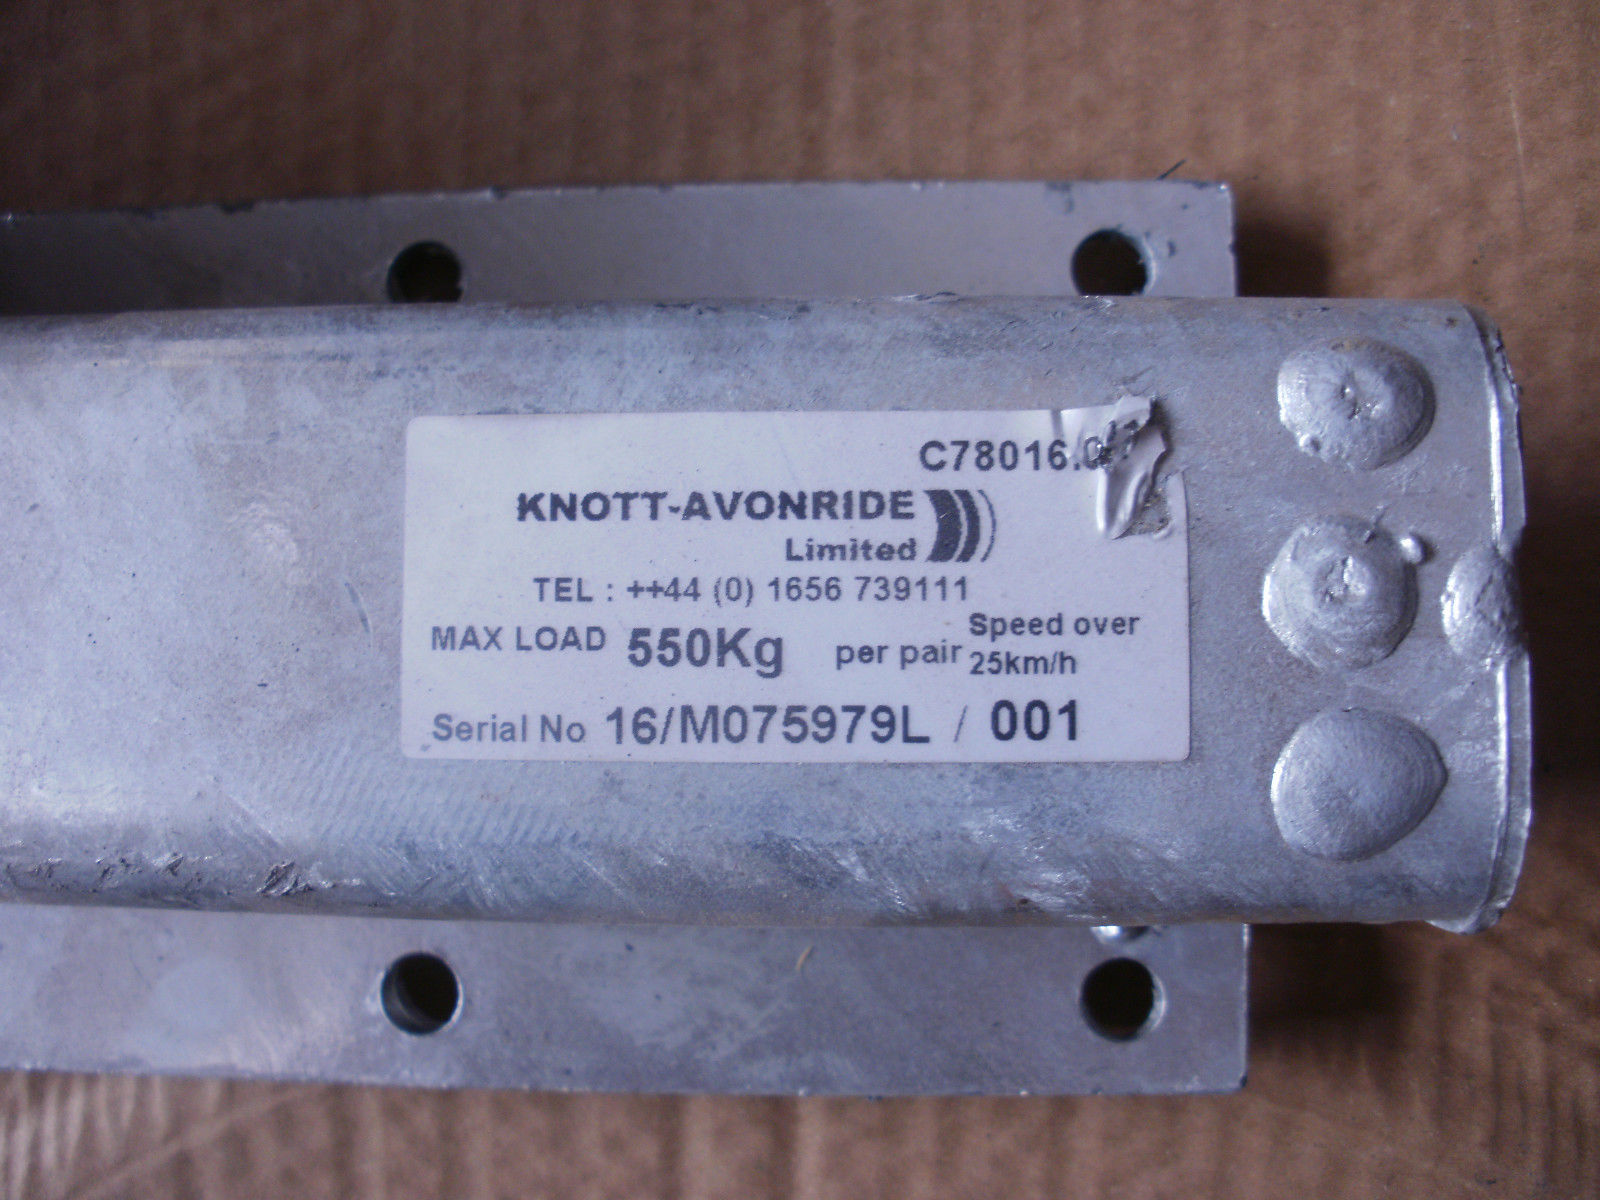 C78016.0
KNOTT-AVONRIDE
Limited
TEL : ++44 (0) 1656 739111
MAX LOAD 550Kg per pair Speed over
25km/h
Serial No 16/M075979L / 001